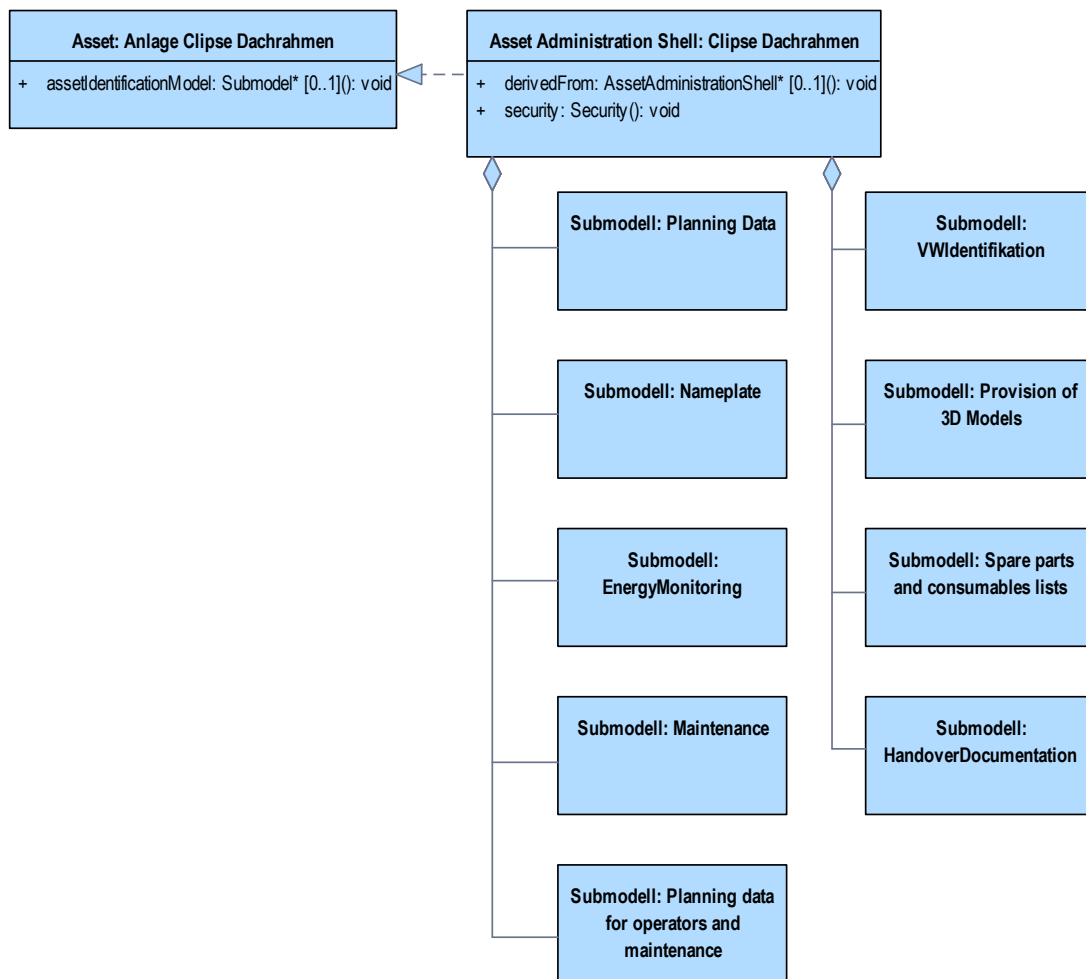 Asset: Anlage Clipse Dachrahmen
+ assetIdentificationModel: Submodel* [0..1](): void
Asset Administration Shell: Clipse Dachrahmen
+ derivedFrom: AssetAdministrationShell* [0..1](): void
+ security: Security(): void
Submodell: Planning Data
Submodell: Nameplate
Submodell:
EnergyMonitoring
Submodell: Maintenance
Submodell: Planning data
for operators and
maintenance
Submodell:
VWIdentifikation
Submodell: Provision of
3D Models
Submodell: Spare parts
and consumables lists
Submodell:
HandoverDocumentation